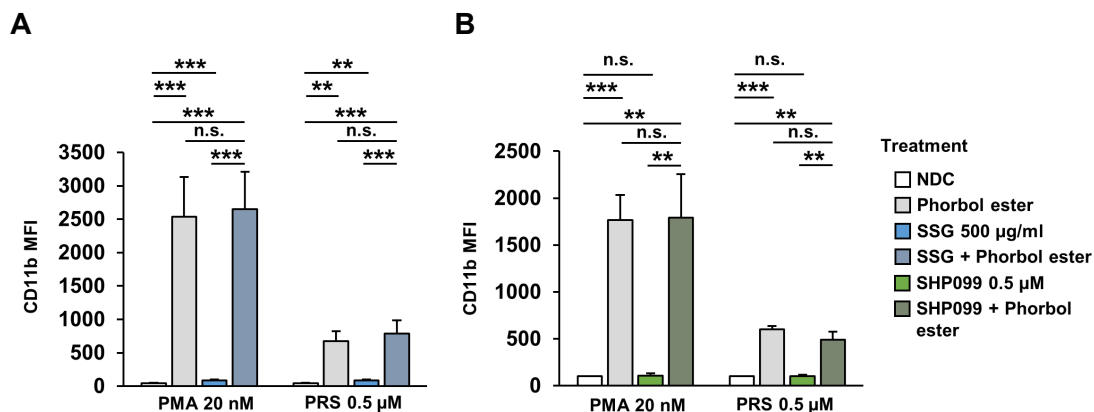 A
B
***
***
***
n.s.
***
**
**
***
n.s.
***
n.s.
***
**
n.s.
**
n.s.
***
**
n.s.
**
CD11b MFI
3500
3000
2500
2000
1500
1000
500
0
PMA 20 nM
PRS 0.5 µM
CD11b MFI
2500
2000
1500
1000
500
0
PMA 20 nM
PRS 0.5 µM
Treatment
NDC
Phorbol ester
SSG 500 µg/ml
SSG + Phorbol ester
SHP099 0.5 µM
SHP099 + Phorbol
ester